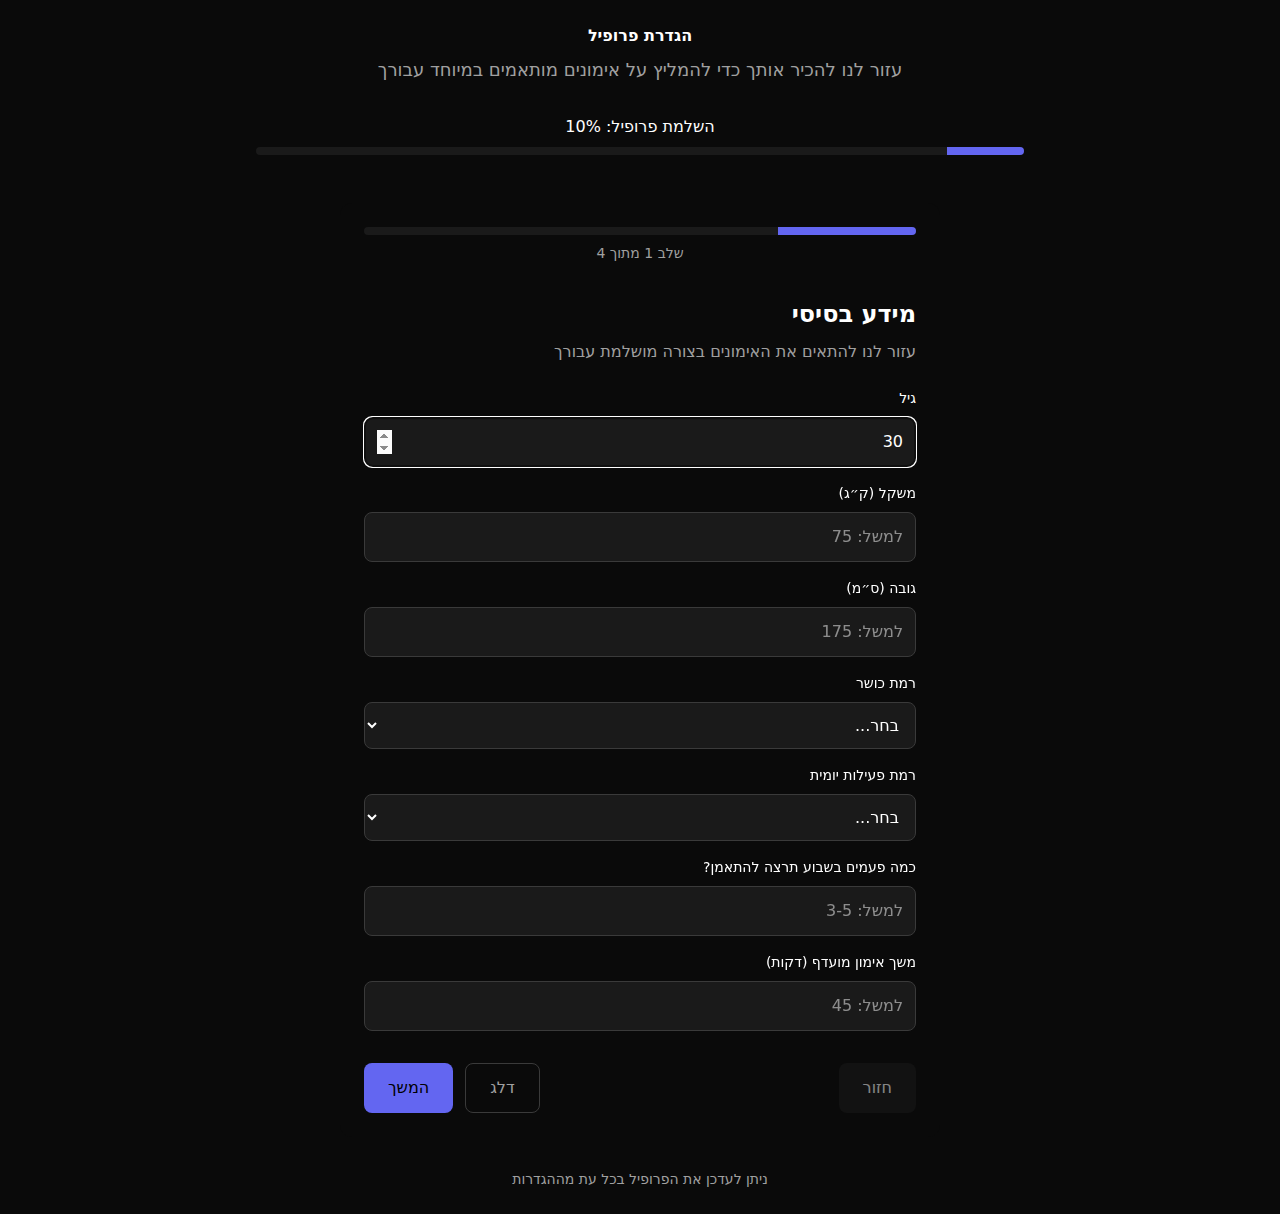 הגדרת פרופיל
עזור לנו להכיר אותך כדי להמליץ על אימונים מותאמים במיוחד עבורך
השלמת פרופיל: 10%
שלב 1 מתוך 4
מידע בסיסי
עזור לנו להתאים את האימונים בצורה מושלמת עבורך
גיל
30
משקל (ק״ג)
למשל: 75
גובה (ס״מ)
למשל: 175
רמת כושר
בחר...
רמת פעילות יומית
בחר...
כמה פעמים בשבוע תרצה להתאמן?
למשל: 3-5
משך אימון מועדף (דקות)
למשל: 45
חזור
דלג
המשך
ניתן לעדכן את הפרופיל בכל עת מההגדרות